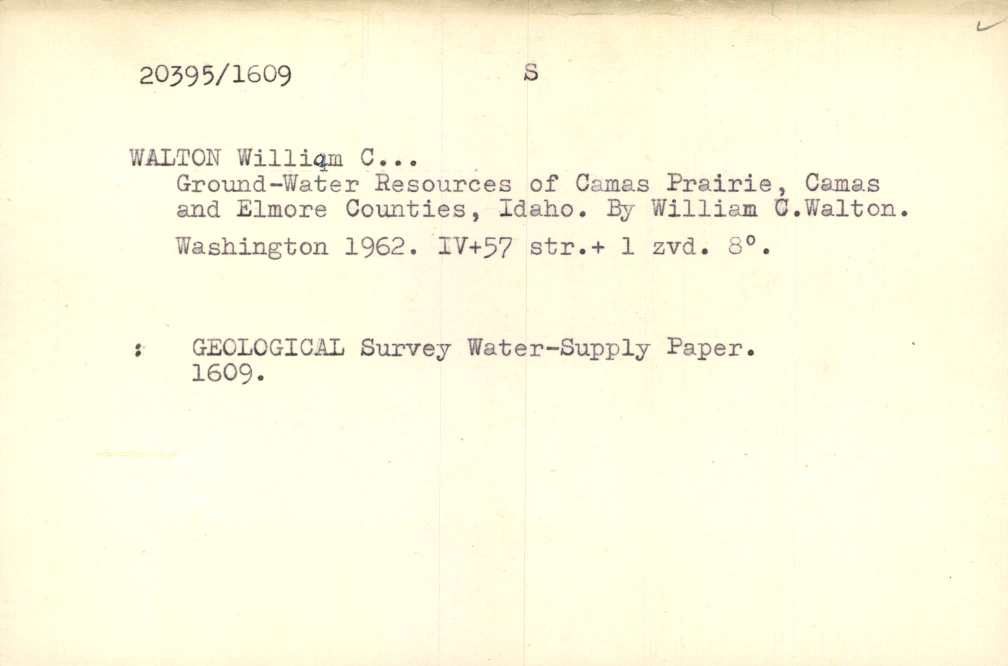 20395/1609 S
WALTON William C...
Ground-Water Resources of Camas Prairie, Camas
and Elmore Counties, Idaho. By William C.Walton.
Washington 1962. IV+57 str.+ 1 zvd. 8°.
: GEOLOGICAL Survey Water-Supply Paper.
1609.